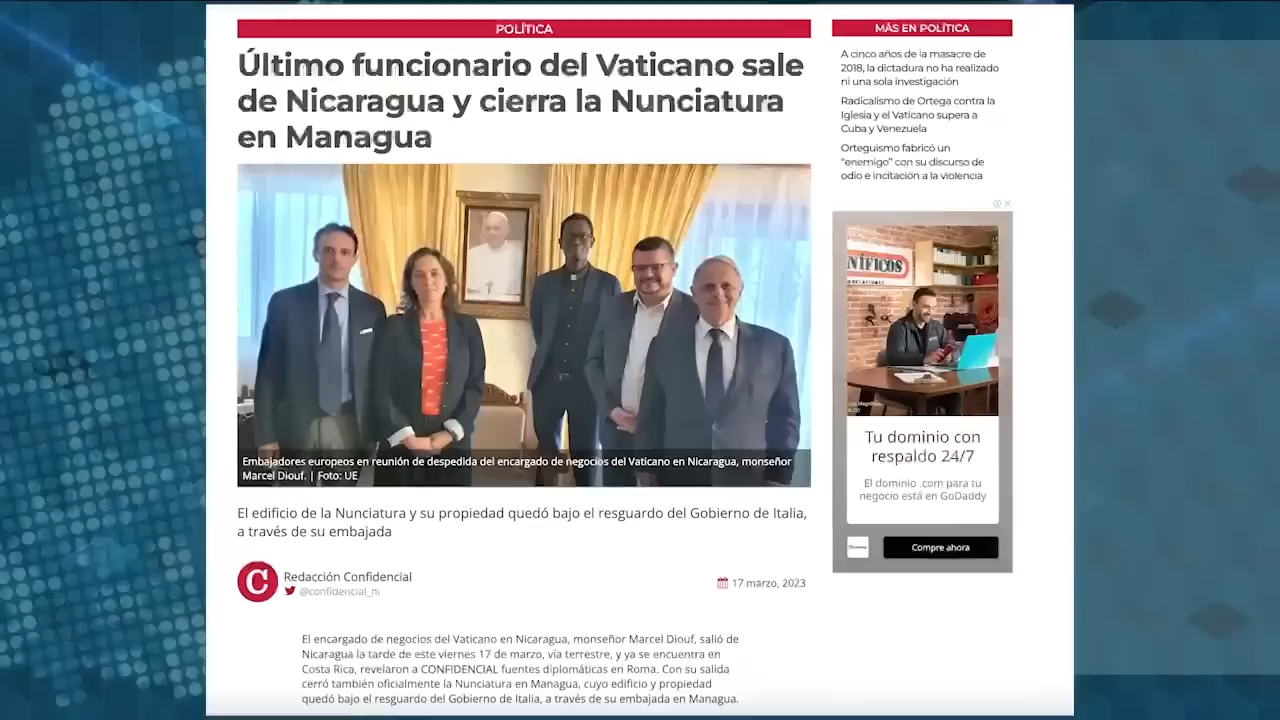 POLÍTICA
Último funcionario del Vaticano sale
de Nicaragua y cierra la Nunciatura
en Managua
Embajadores europeos en reunión de despedida del encargado de negocios del Vaticano en Nicaragua, monseñor
Marcel Diouf. | Foto: UE
El edificio de la Nunciatura y su propiedad quedó bajo el resguardo del Gobierno de Italia,
a través de su embajada
C
Redacción Confidencial
@confidencial_ni
17 marzo, 2023
El encargado de negocios del Vaticano en Nicaragua, monseñor Marcel Diouf, salió de
Nicaragua la tarde de este viernes 17 de marzo, vía terrestre, y ya se encuentra en
Costa Rica, revelaron a CONFIDENCIAL fuentes diplomáticas en Roma. Con su salida
cerró también oficialmente la Nunciatura en Managua, cuyo edificio y propiedad
quedó bajo el resguardo del Gobierno de Italia, a través de su embajada en Managua.
MÁS EN POLÍTICA
A cinco años de la masacre de
2018, la dictadura no ha realizado
ni una sola investigación
Radicalismo de Ortega contra la
Iglesia y el Vaticano supera a
Cuba y Venezuela
Orteguismo fabricó un
“enemigo” con su discurso de
odio e incitación a la violencia
NÍFICOS
Tu dominio con
respaldo 24/7
El dominio .com para tu
negocio está en GoDaddy
Compre ahora